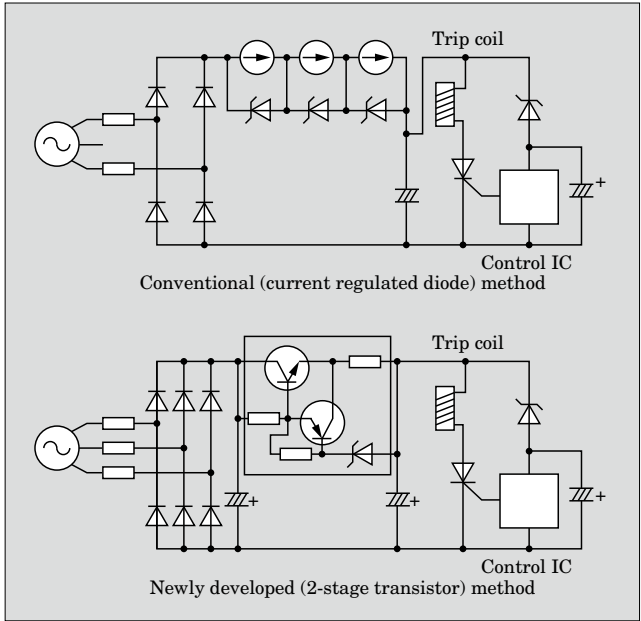 Trip coil
+
Control IC
Conventional (current regulated diode) method
Trip coil
+
+
+
Control IC
Newly developed (2-stage transistor) method